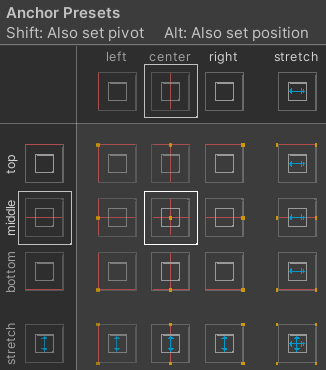 Anchor Presets
Shift: Also set pivot Alt: Also set position
left center right stretch
top
middle
bottom
stretch